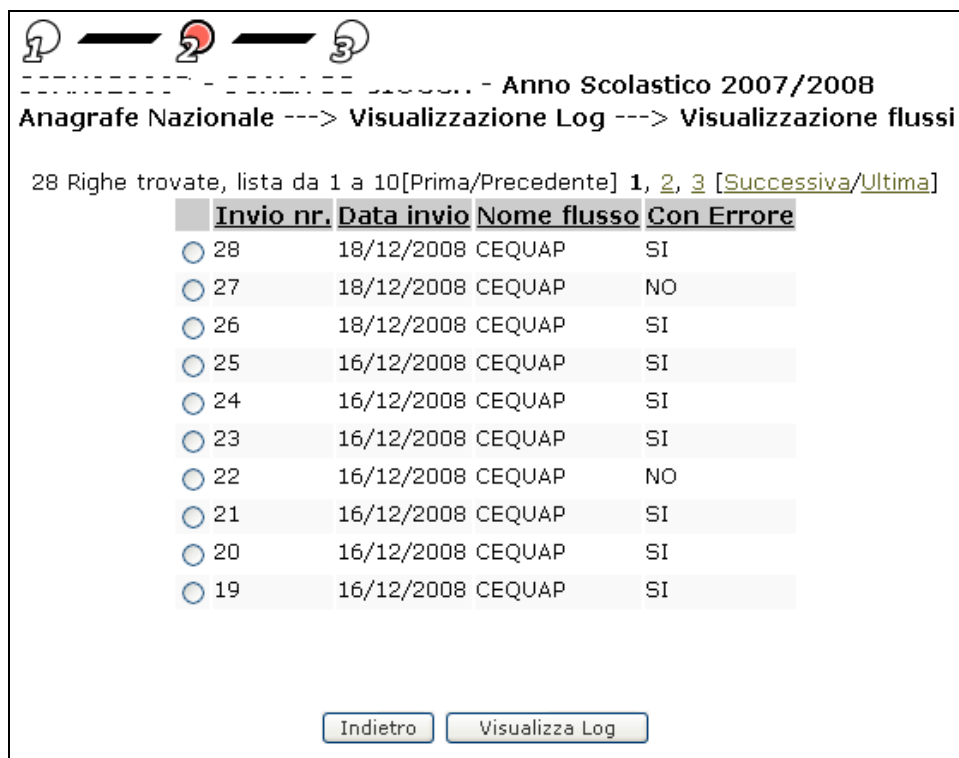 1 2 3
- Anno Scolastico 2007/2008
Anagrafe Nazionale ---> Visualizzazione Log ---> Visualizzazione flussi
28 Righe trovate, lista da 1 a 10[Prima/Precedente] 1, 2, 3 [Successiva/Ultima]
Invio nr. Data invio Nome flusso Con Errore
28 18/12/2008 CEQUAP SI
27 18/12/2008 CEQUAP NO
26 18/12/2008 CEQUAP SI
25 16/12/2008 CEQUAP SI
24 16/12/2008 CEQUAP SI
23 16/12/2008 CEQUAP SI
22 16/12/2008 CEQUAP NO
21 16/12/2008 CEQUAP SI
20 16/12/2008 CEQUAP SI
19 16/12/2008 CEQUAP SI
Indietro Visualizza Log